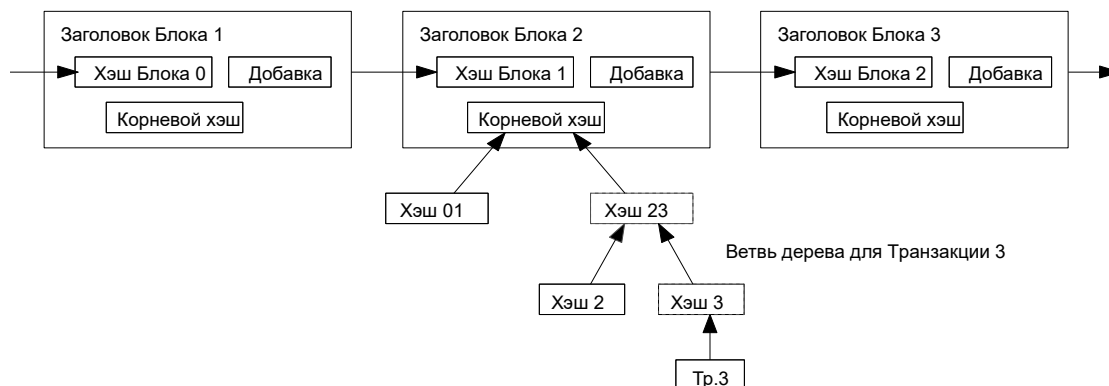 Заголовок Блока 1
Хэш Блока 0
Добавка
Корневой хэш
Заголовок Блока 2
Хэш Блока 1
Добавка
Корневой хэш
Заголовок Блока 3
Хэш Блока 2
Добавка
Корневой хэш
Хэш 01
Хэш 23
Ветвь дерева для Транзакции 3
Хэш 2
Хэш 3
Тр.3